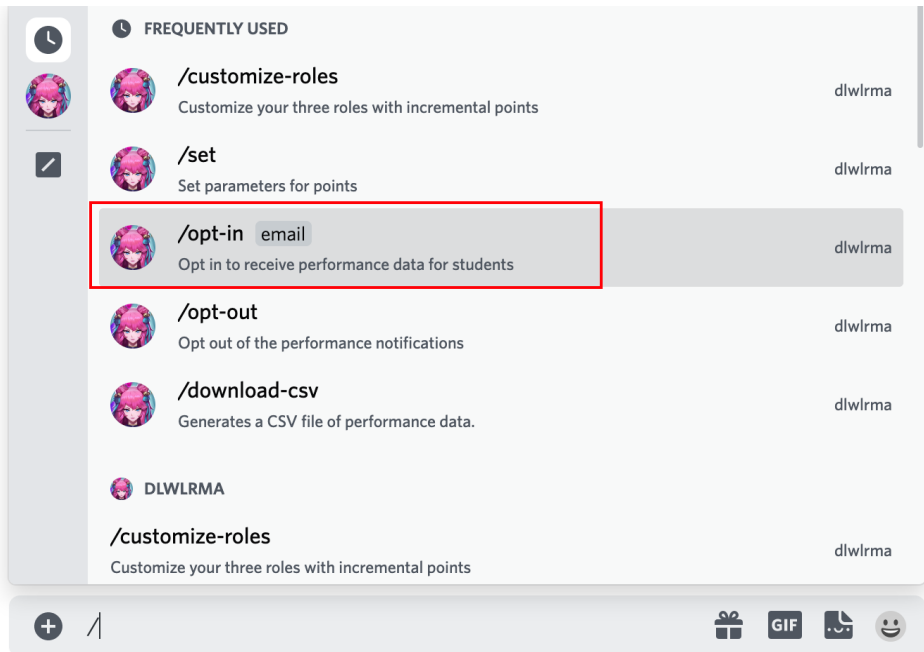 FREQUENTLY USED
/customize-roles
Customize your three roles with incremental points
dlwlrma
/set
Set parameters for points
dlwlrma
/opt-in email
Opt in to receive performance data for students
dlwlrma
/opt-out
Opt out of the performance notifications
dlwlrma
/download-csv
Generates a CSV file of performance data.
dlwlrma
DLWLRMA
/customize-roles
Customize your three roles with incremental points
dlwlrma
/
GIF